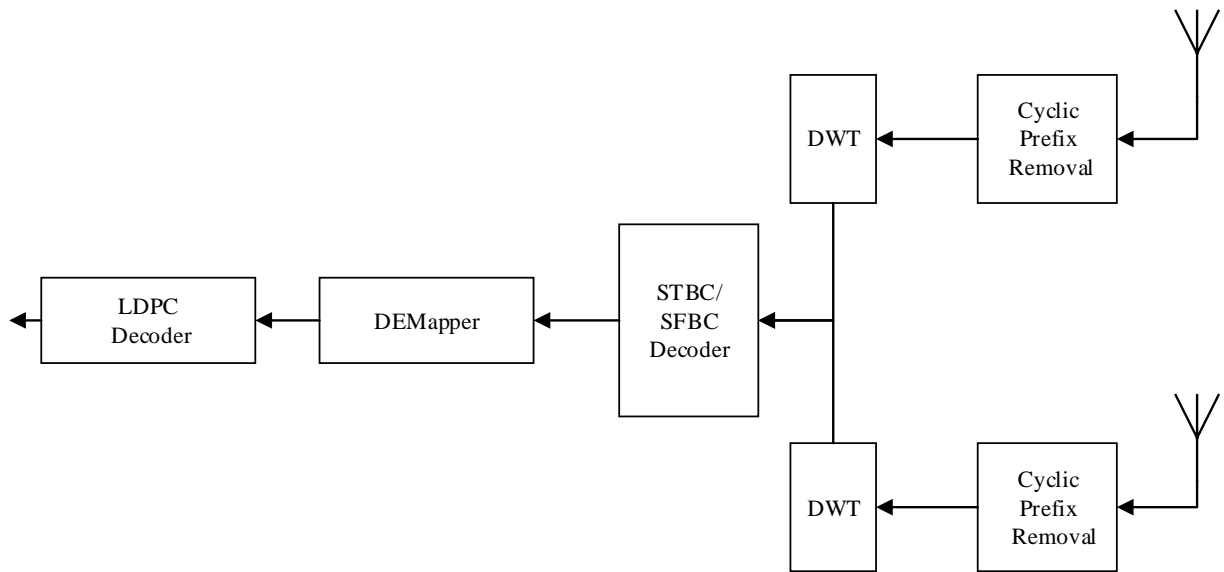 Cyclic
Prefix
Removal
DWT
STBC/
SFBC
Decoder
DEMapper
LDPC
Decoder
DWT
Cyclic
Prefix
Removal